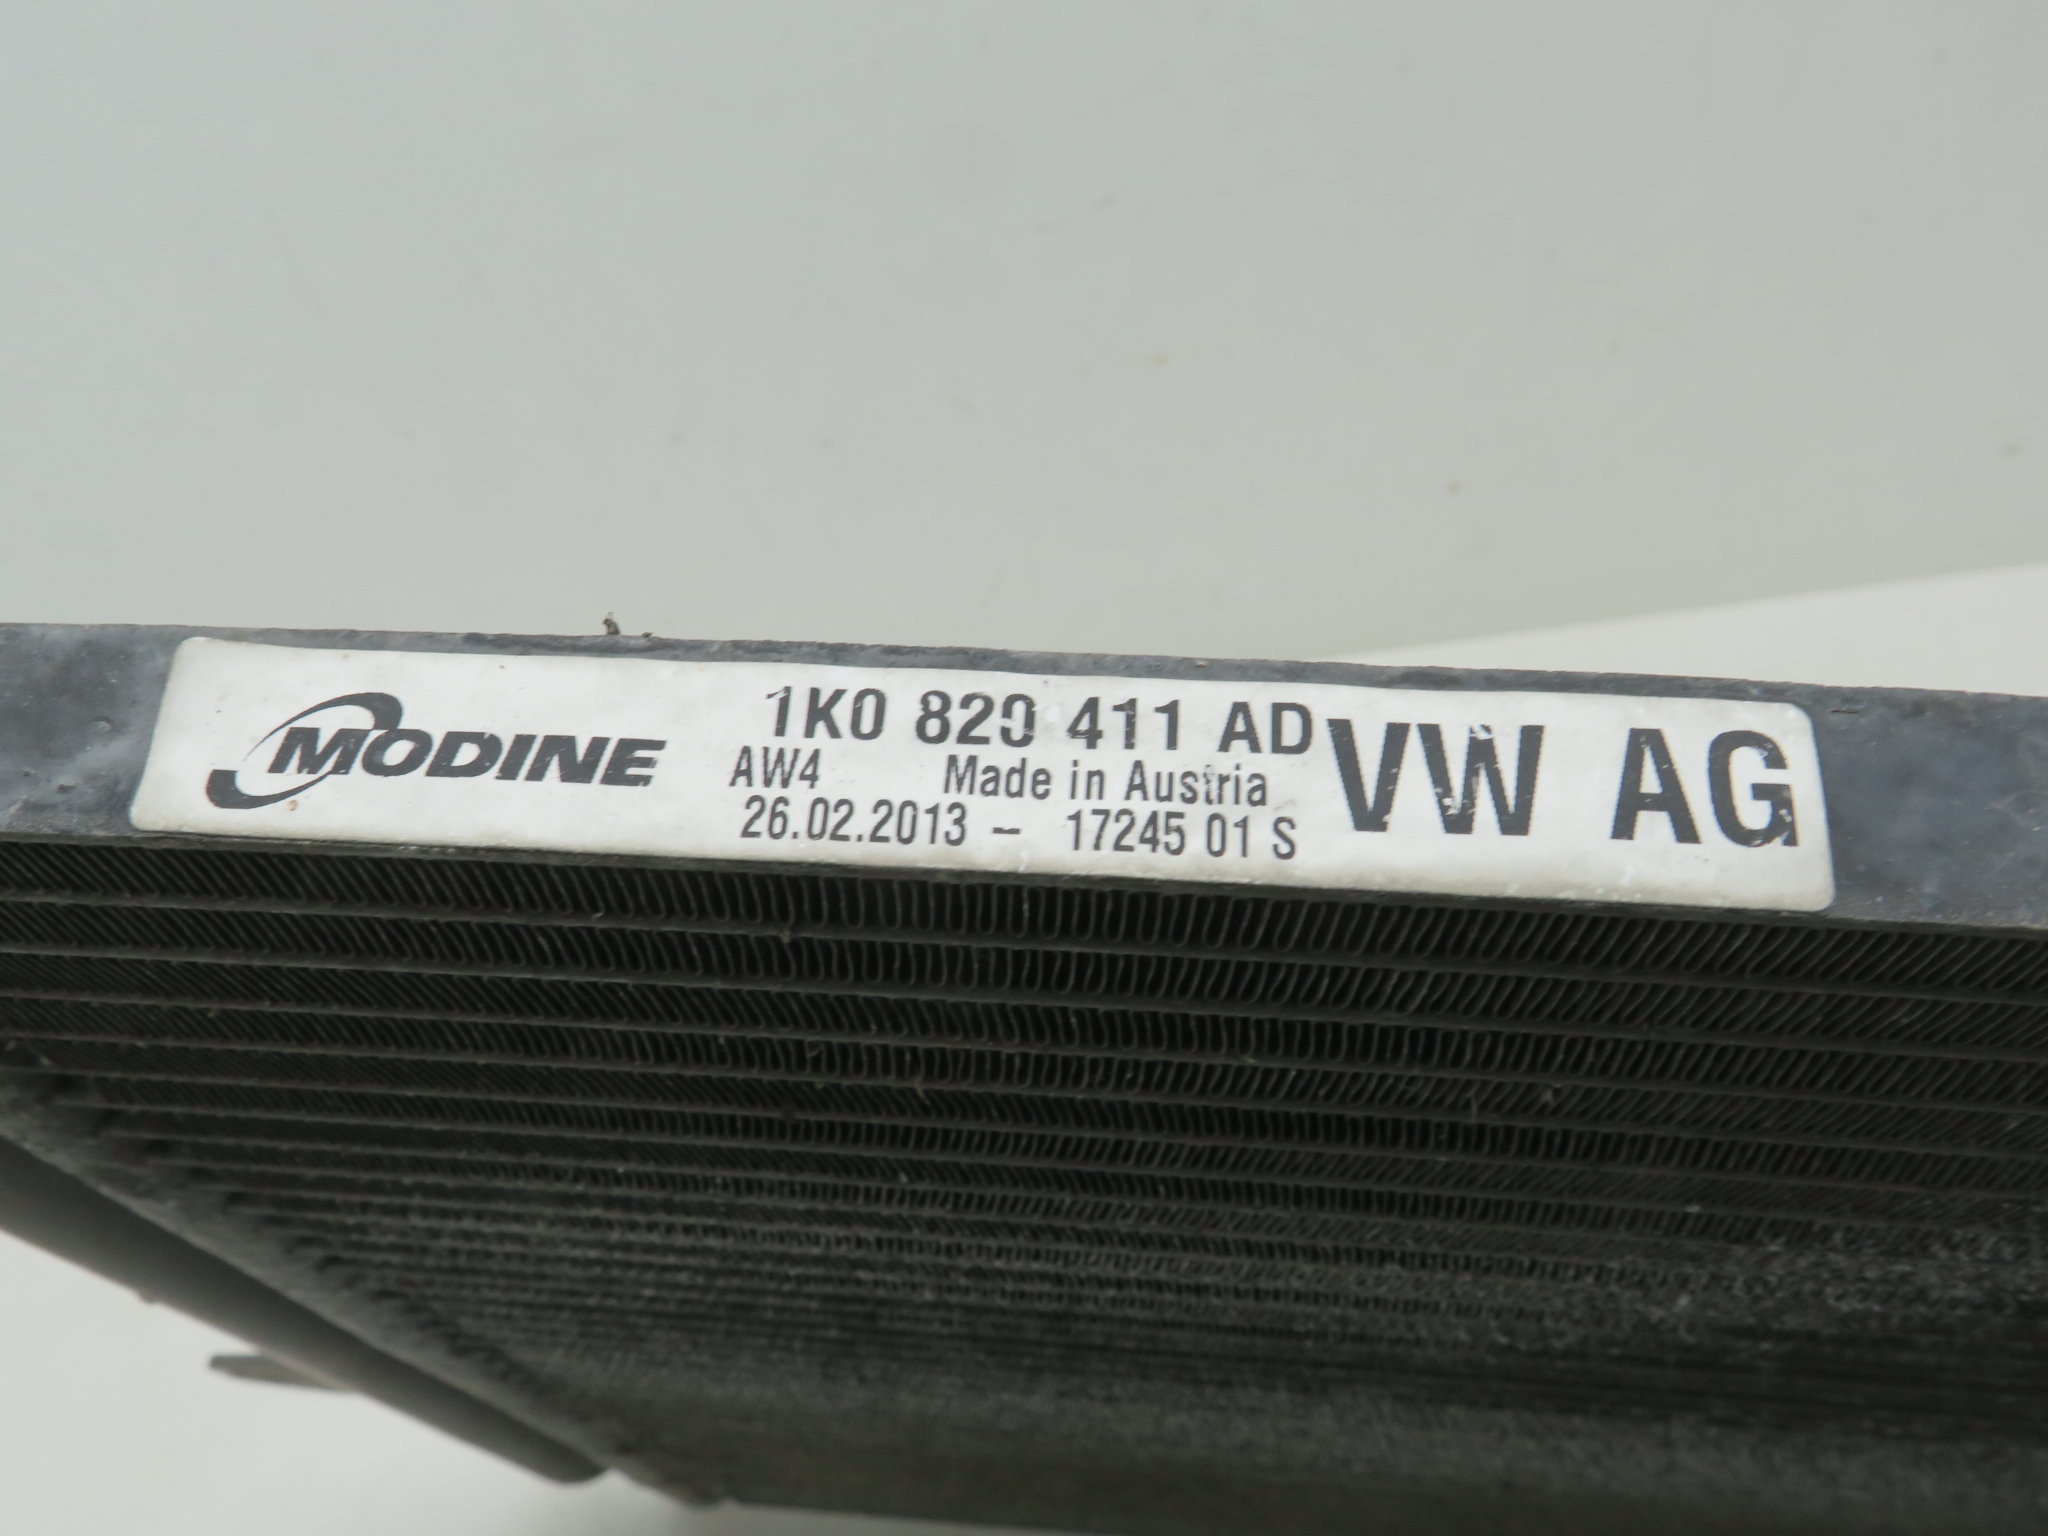 MODINE
1K0 820 411 AD
AW4 Made in Austria
26.02.2013 – 17245 01 S
VW AG